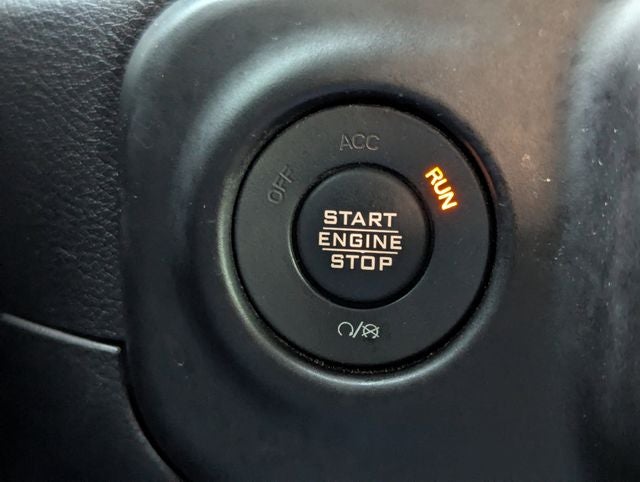 OFF
ACC
RUN
START
ENGINE
STOP